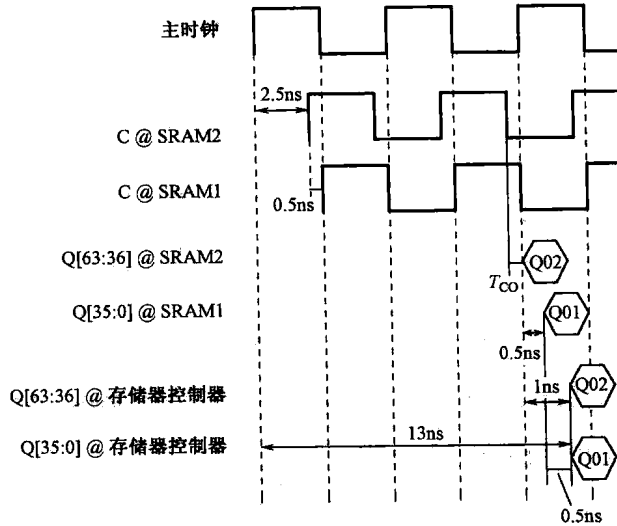 主时钟
2.5ns
C @ SRAM2
C @ SRAM1
0.5ns
Q[63:36] @ SRAM2
Q02
TCO
Q[35:0] @ SRAM1
Q01
0.5ns
Q[63:36] @ 存储器控制器
1ns
Q02
13ns
Q[35:0] @ 存储器控制器
Q01
0.5ns